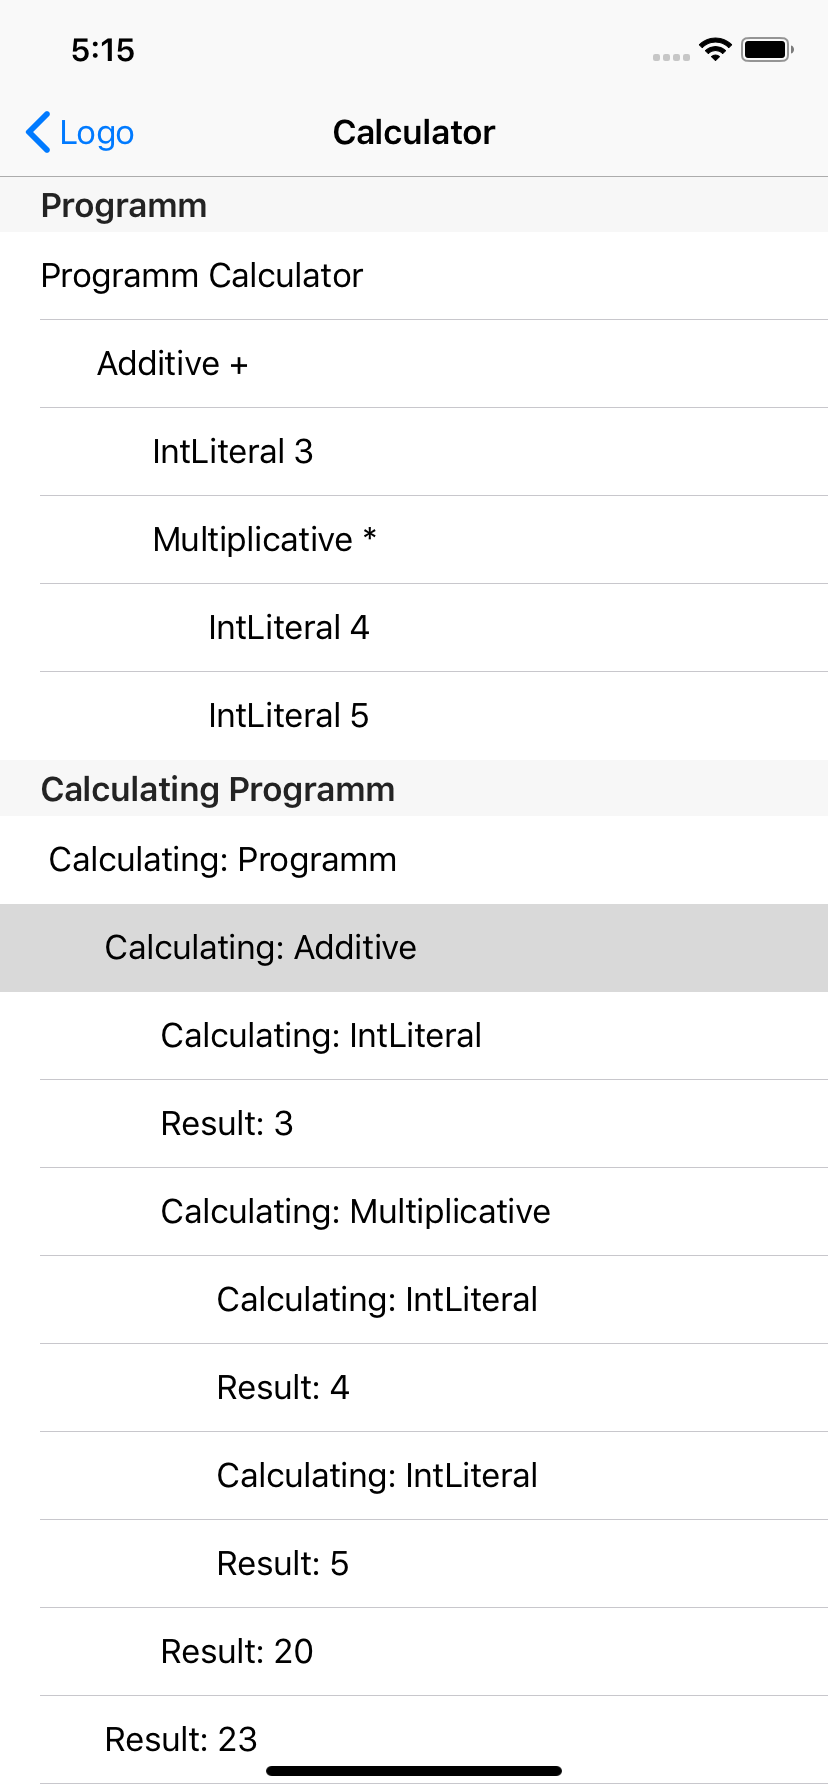 5:15
Logo
Calculator
Programm
Programm Calculator
Additive +
IntLiteral 3
Multiplicative *
IntLiteral 4
IntLiteral 5
Calculating Programm
Calculating: Programm
Calculating: Additive
Calculating: IntLiteral
Result: 3
Calculating: Multiplicative
Calculating: IntLiteral
Result: 4
Calculating: IntLiteral
Result: 5
Result: 20
Result: 23